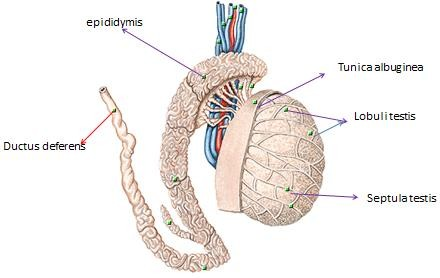 epididymis
Tunica albuginea
Lobuli testis
Ductus deferens
Septula testis